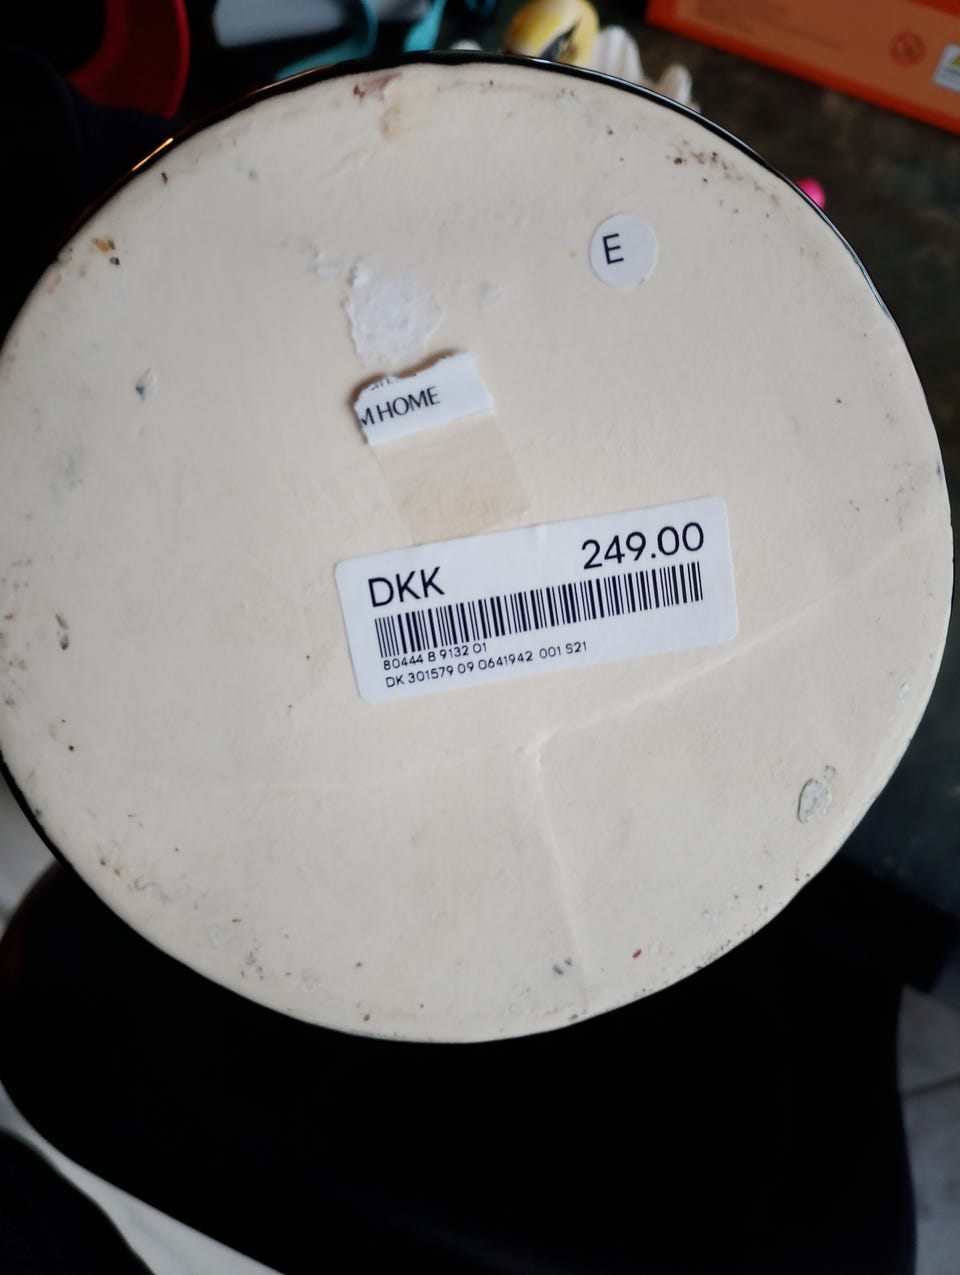 E
M HOME
DKK 249.00
80444 8 9132 01
DK 301579 09 0641942 001 S21